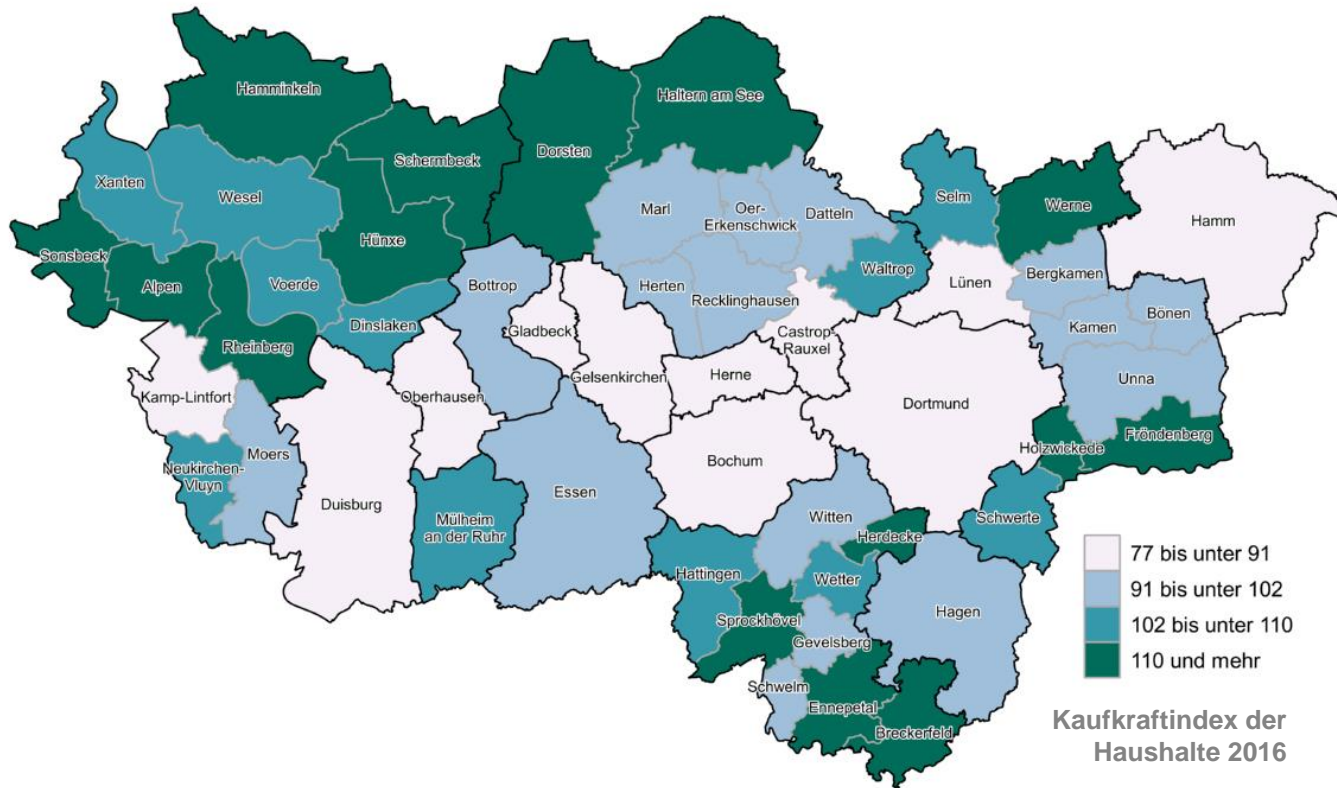 Hamminkeln
Haltern am See
Schermbeck
Dorsten
Xanten
Wesel
Selm
Werne
Marl
Oer-
Erkenschwick
Datteln
Hamm
Sonsbeck
Hünxe
Alpen
Voerde
Bottrop
Herten
Recklinghausen
Waltrop
Lünen
Bergkamen
Dinslaken
Gladbeck
Castrop-
Rauxel
Kamen
Bönen
Rheinberg
Gelsenkirchen
Herne
Unna
Kamp-Lintfort
Oberhausen
Dortmund
Fröndenberg
Holzwickede
Moers
Neukirchen-
Vluyn
Bochum
Duisburg
Essen
Mülheim
an der Ruhr
Witten
Schwerte
Herdecke
Hattingen
Wetter
Hagen
Sprockhövel
Gevelsberg
Schwelm
Ennepetal
Breckerfeld
77 bis unter 91
91 bis unter 102
102 bis unter 110
110 und mehr
Kaufkraftindex der
Haushalte 2016